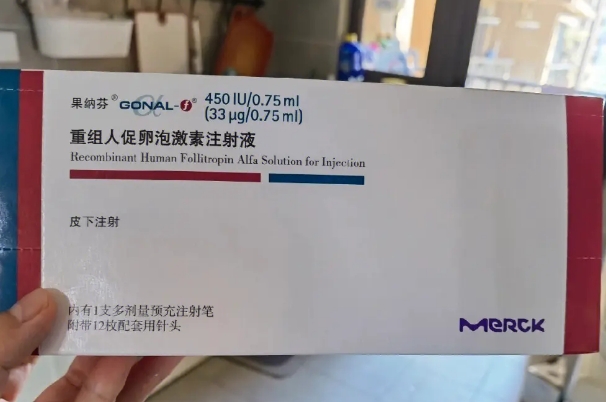 果纳芬® GONAL-f® 450 IU/0.75 ml
(33 μg/0.75 ml)
重组人促卵泡激素注射液
Recombinant Human Follitropin Alfa Solution for Injection
皮下注射
内有1支多剂量预充注射笔
附带12枚配套用针头
MERCK